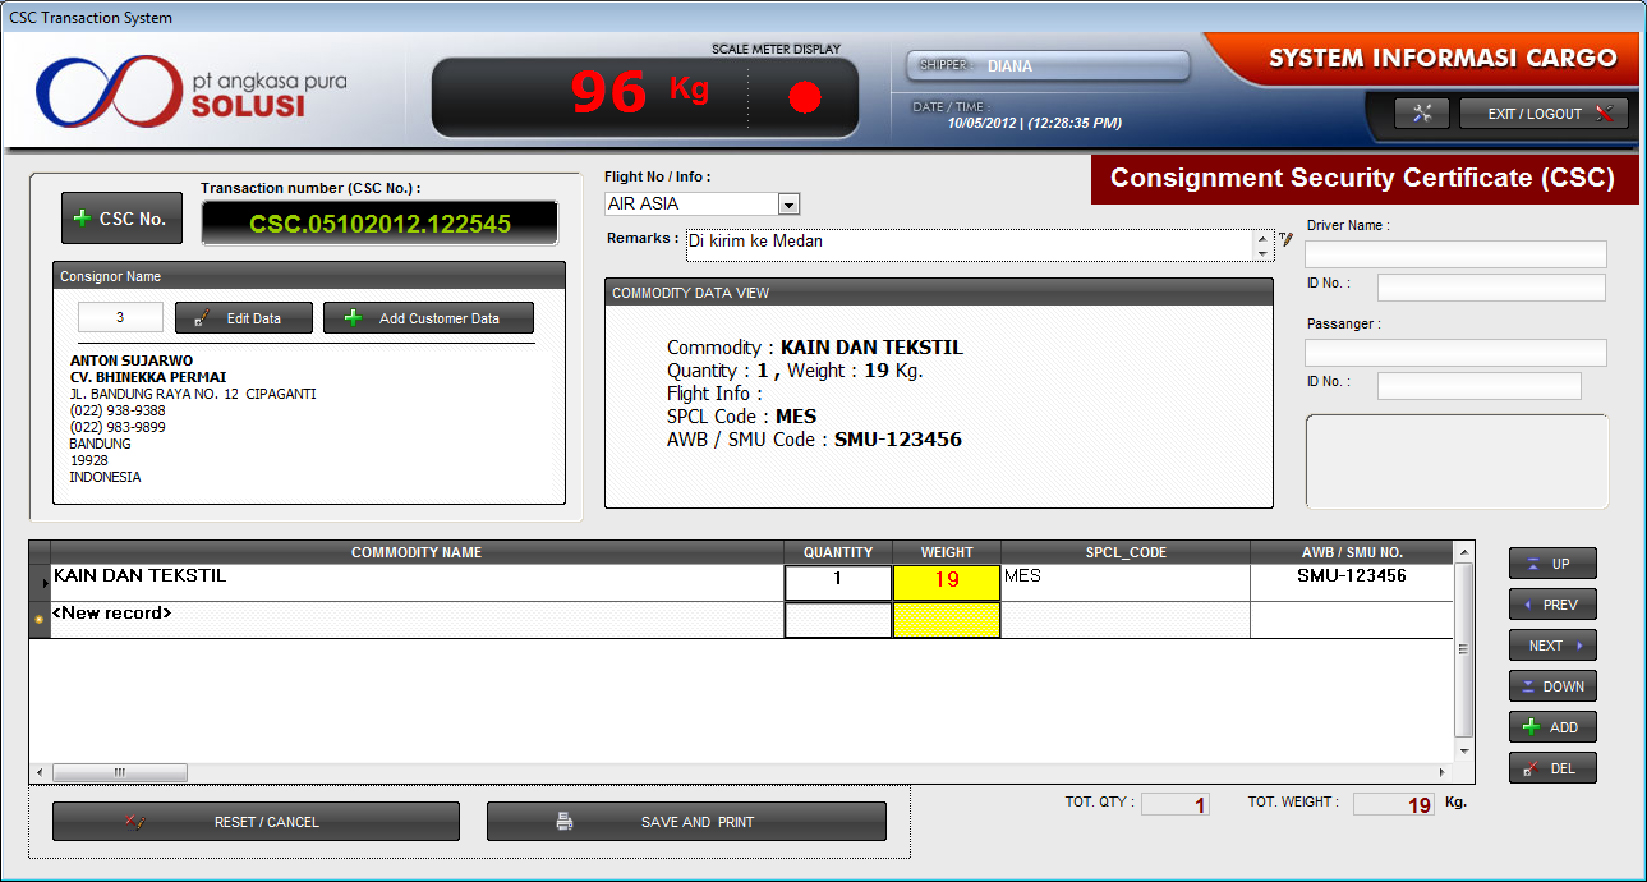 CSC Transaction System
pt angkasa pura
SOLUSI
SCALE METER DISPLAY
96 Kg
SHIPPER : DIANA
DATE / TIME :
10/05/2012 | (12:28:35 PM)
SYSTEM INFORMASI CARGO
EXIT / LOGOUT
Consignment Security Certificate (CSC)
CSC No.
Transaction number (CSC No.) :
CSC.05102012.122545
Consignor Name
3
Edit Data
Add Customer Data
ANTON SUJARWO
CV. BHINEKKA PERMAI
JL. BANDUNG RAYA NO. 12 CIPAGANTI
(022) 938-9388
(022) 983-9899
BANDUNG
19928
INDONESIA
Flight No / Info :
AIR ASIA
Remarks : Di kirim ke Medan
COMMODITY DATA VIEW
Commodity : KAIN DAN TEKSTIL
Quantity : 1 , Weight : 19 Kg.
Flight Info :
SPCL Code : MES
AWB / SMU Code : SMU-123456
Driver Name :
ID No. :
Passanger :
ID No. :
COMMODITY NAME QUANTITY WEIGHT SPCL_CODE AWB / SMU NO.
KAIN DAN TEKSTIL 1 19 MES SMU-123456
<New record>
UP
PREV
NEXT
DOWN
ADD
DEL
RESET / CANCEL
SAVE AND PRINT
TOT. QTY : 1 TOT. WEIGHT : 19 Kg.